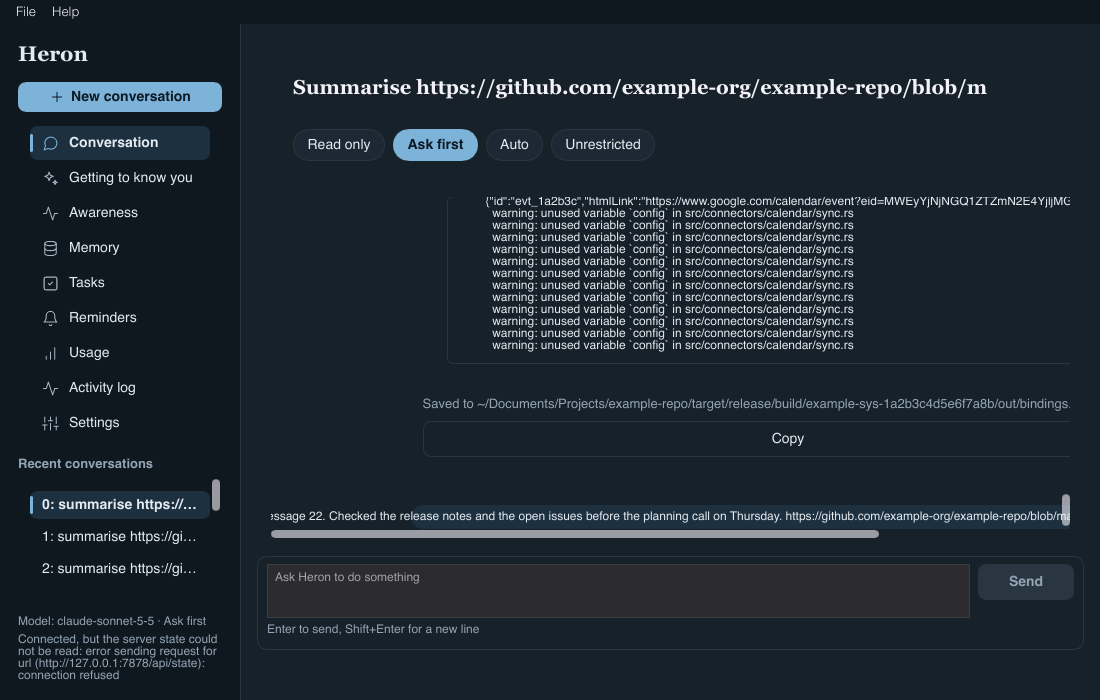 File Help
Heron
+ New conversation
Conversation
Getting to know you
Awareness
Memory
Tasks
Reminders
Usage
Activity log
Settings
Recent conversations
0: summarise https://...
1: summarise https://gi...
2: summarise https://gi...
Model: claude-sonnet-5-5 · Ask first
Connected, but the server state could
not be read: error sending request for
url (http://127.0.0.1:7878/api/state):
connection refused
Summarise https://github.com/example-org/example-repo/blob/m
Read only
Ask first
Auto
Unrestricted
{"id":"evt_1a2b3c","htmlLink":"https://www.google.com/calendar/event?eid=MWEyYjNjNGQ1ZTZmN2E4YjljMG
warning: unused variable `config` in src/connectors/calendar/sync.rs
warning: unused variable `config` in src/connectors/calendar/sync.rs
warning: unused variable `config` in src/connectors/calendar/sync.rs
warning: unused variable `config` in src/connectors/calendar/sync.rs
warning: unused variable `config` in src/connectors/calendar/sync.rs
warning: unused variable `config` in src/connectors/calendar/sync.rs
warning: unused variable `config` in src/connectors/calendar/sync.rs
warning: unused variable `config` in src/connectors/calendar/sync.rs
warning: unused variable `config` in src/connectors/calendar/sync.rs
warning: unused variable `config` in src/connectors/calendar/sync.rs
warning: unused variable `config` in src/connectors/calendar/sync.rs
warning: unused variable `config` in src/connectors/calendar/sync.rs
Saved to ~/Documents/Projects/example-repo/target/release/build/example-sys-1a2b3c4d5e6f7a8b/out/bindings.
Copy
essage 22. Checked the release notes and the open issues before the planning call on Thursday. https://github.com/example-org/example-repo/blob/ma
Ask Heron to do something
Send
Enter to send, Shift+Enter for a new line